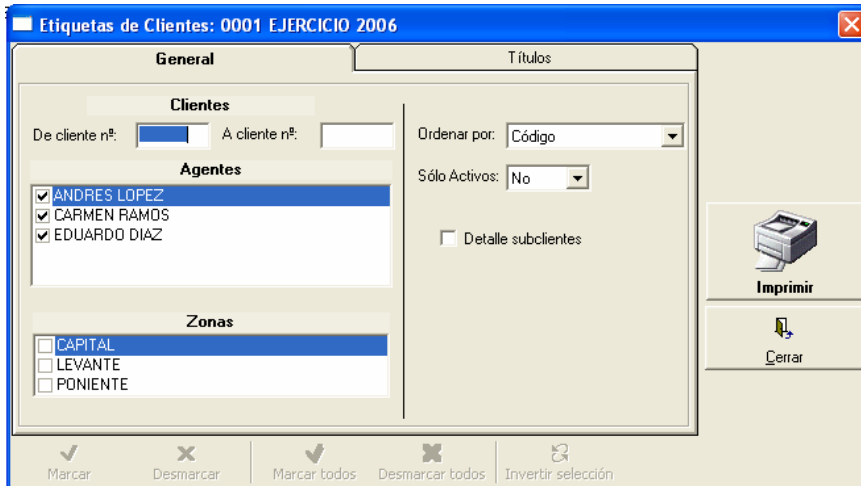 Etiquetas de Clientes: 0001 EJERCICIO 2006
General
Títulos
Clientes
De cliente nº:
A cliente nº:
Agentes
ANDRES LOPEZ
CARMEN RAMOS
EDUARDO DIAZ
Zonas
CAPITAL
LEVANTE
PONIENTE
Ordenar por: Código
Sólo Activos: No
Detalle subclientes
Imprimir
Cerrar
Marcar
Desmarcar
Marcar todos
Desmarcar todos
Invertir selección